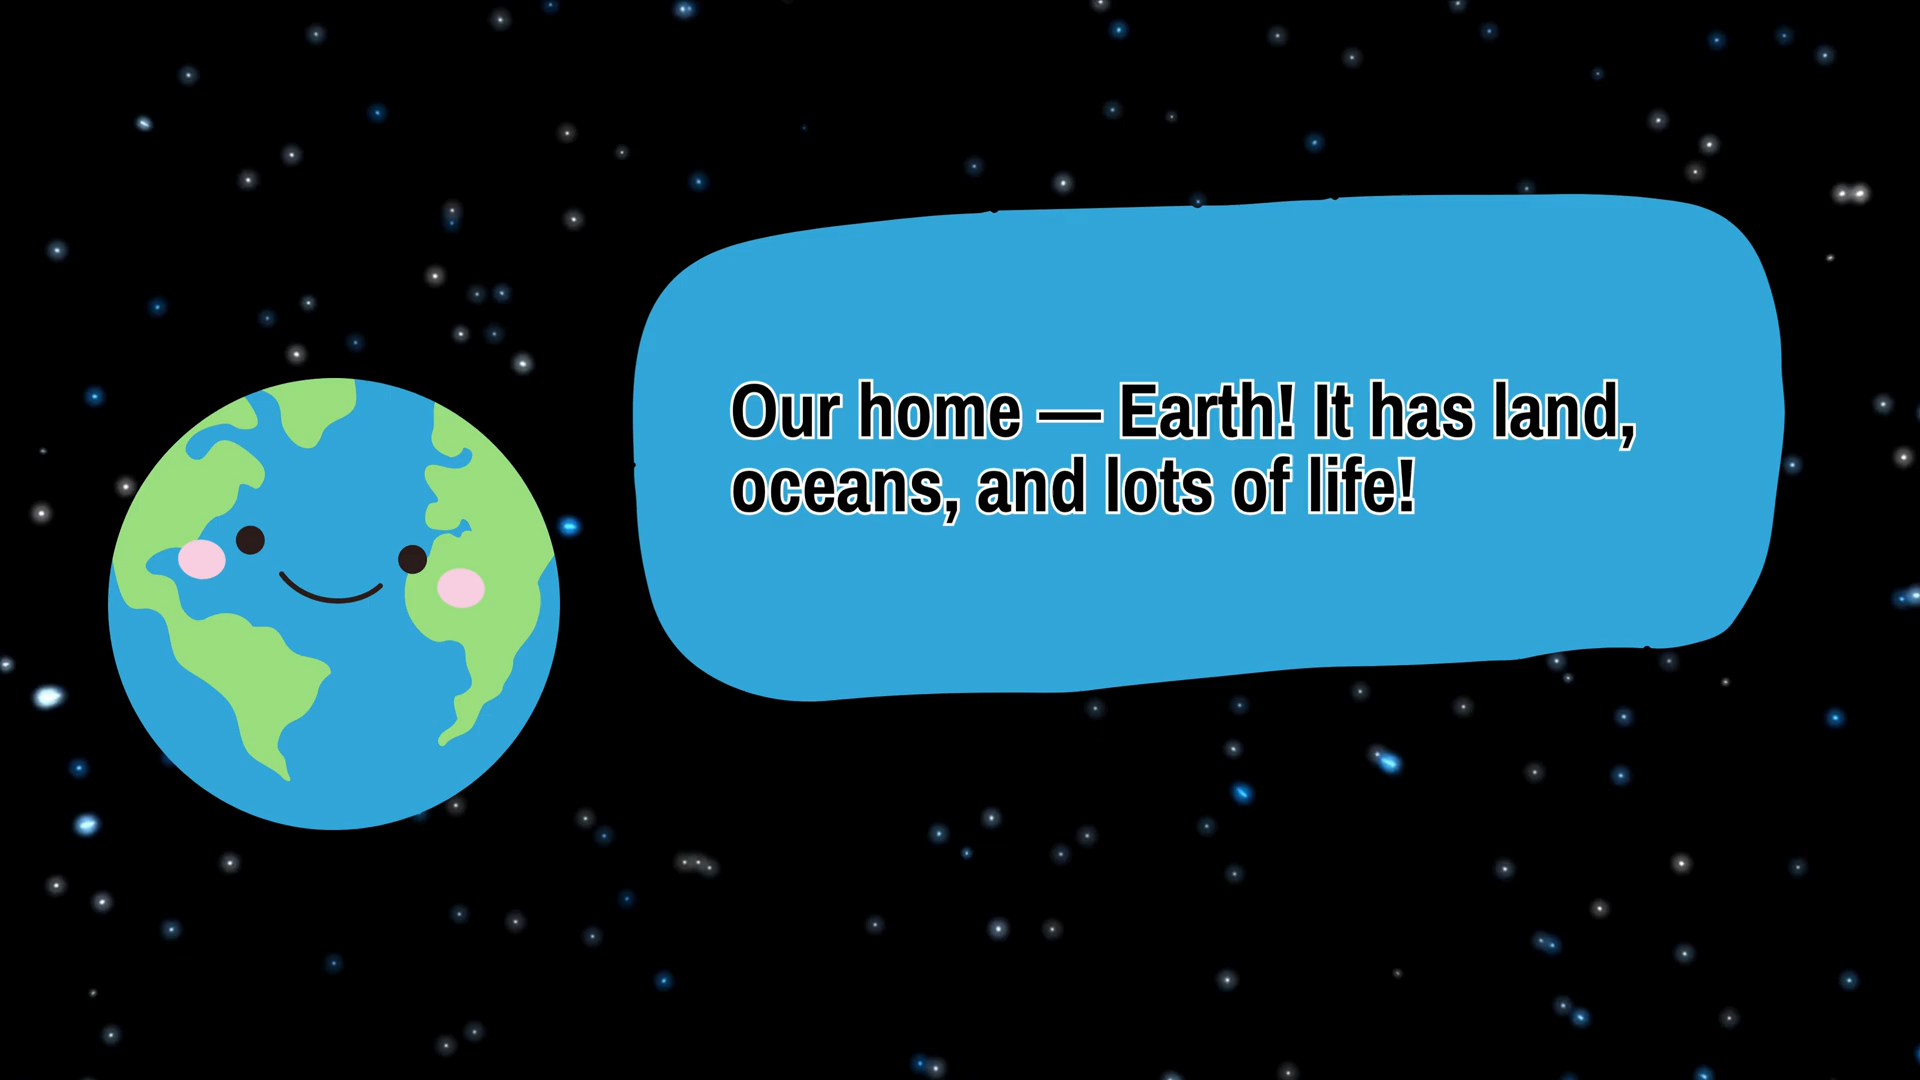 Our home — Earth! It has land,
oceans, and lots of life!